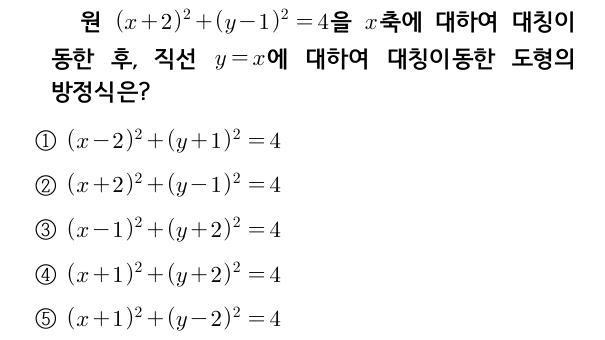 원 (x+2)²+(y−1)²=4을 x축에 대하여 대칭이
동한 후, 직선 y=x에 대하여 대칭이동한 도형의
방정식은?
① (x−2)²+(y+1)²=4
② (x+2)²+(y−1)²=4
③ (x−1)²+(y+2)²=4
④ (x+1)²+(y+2)²=4
⑤ (x+1)²+(y−2)²=4